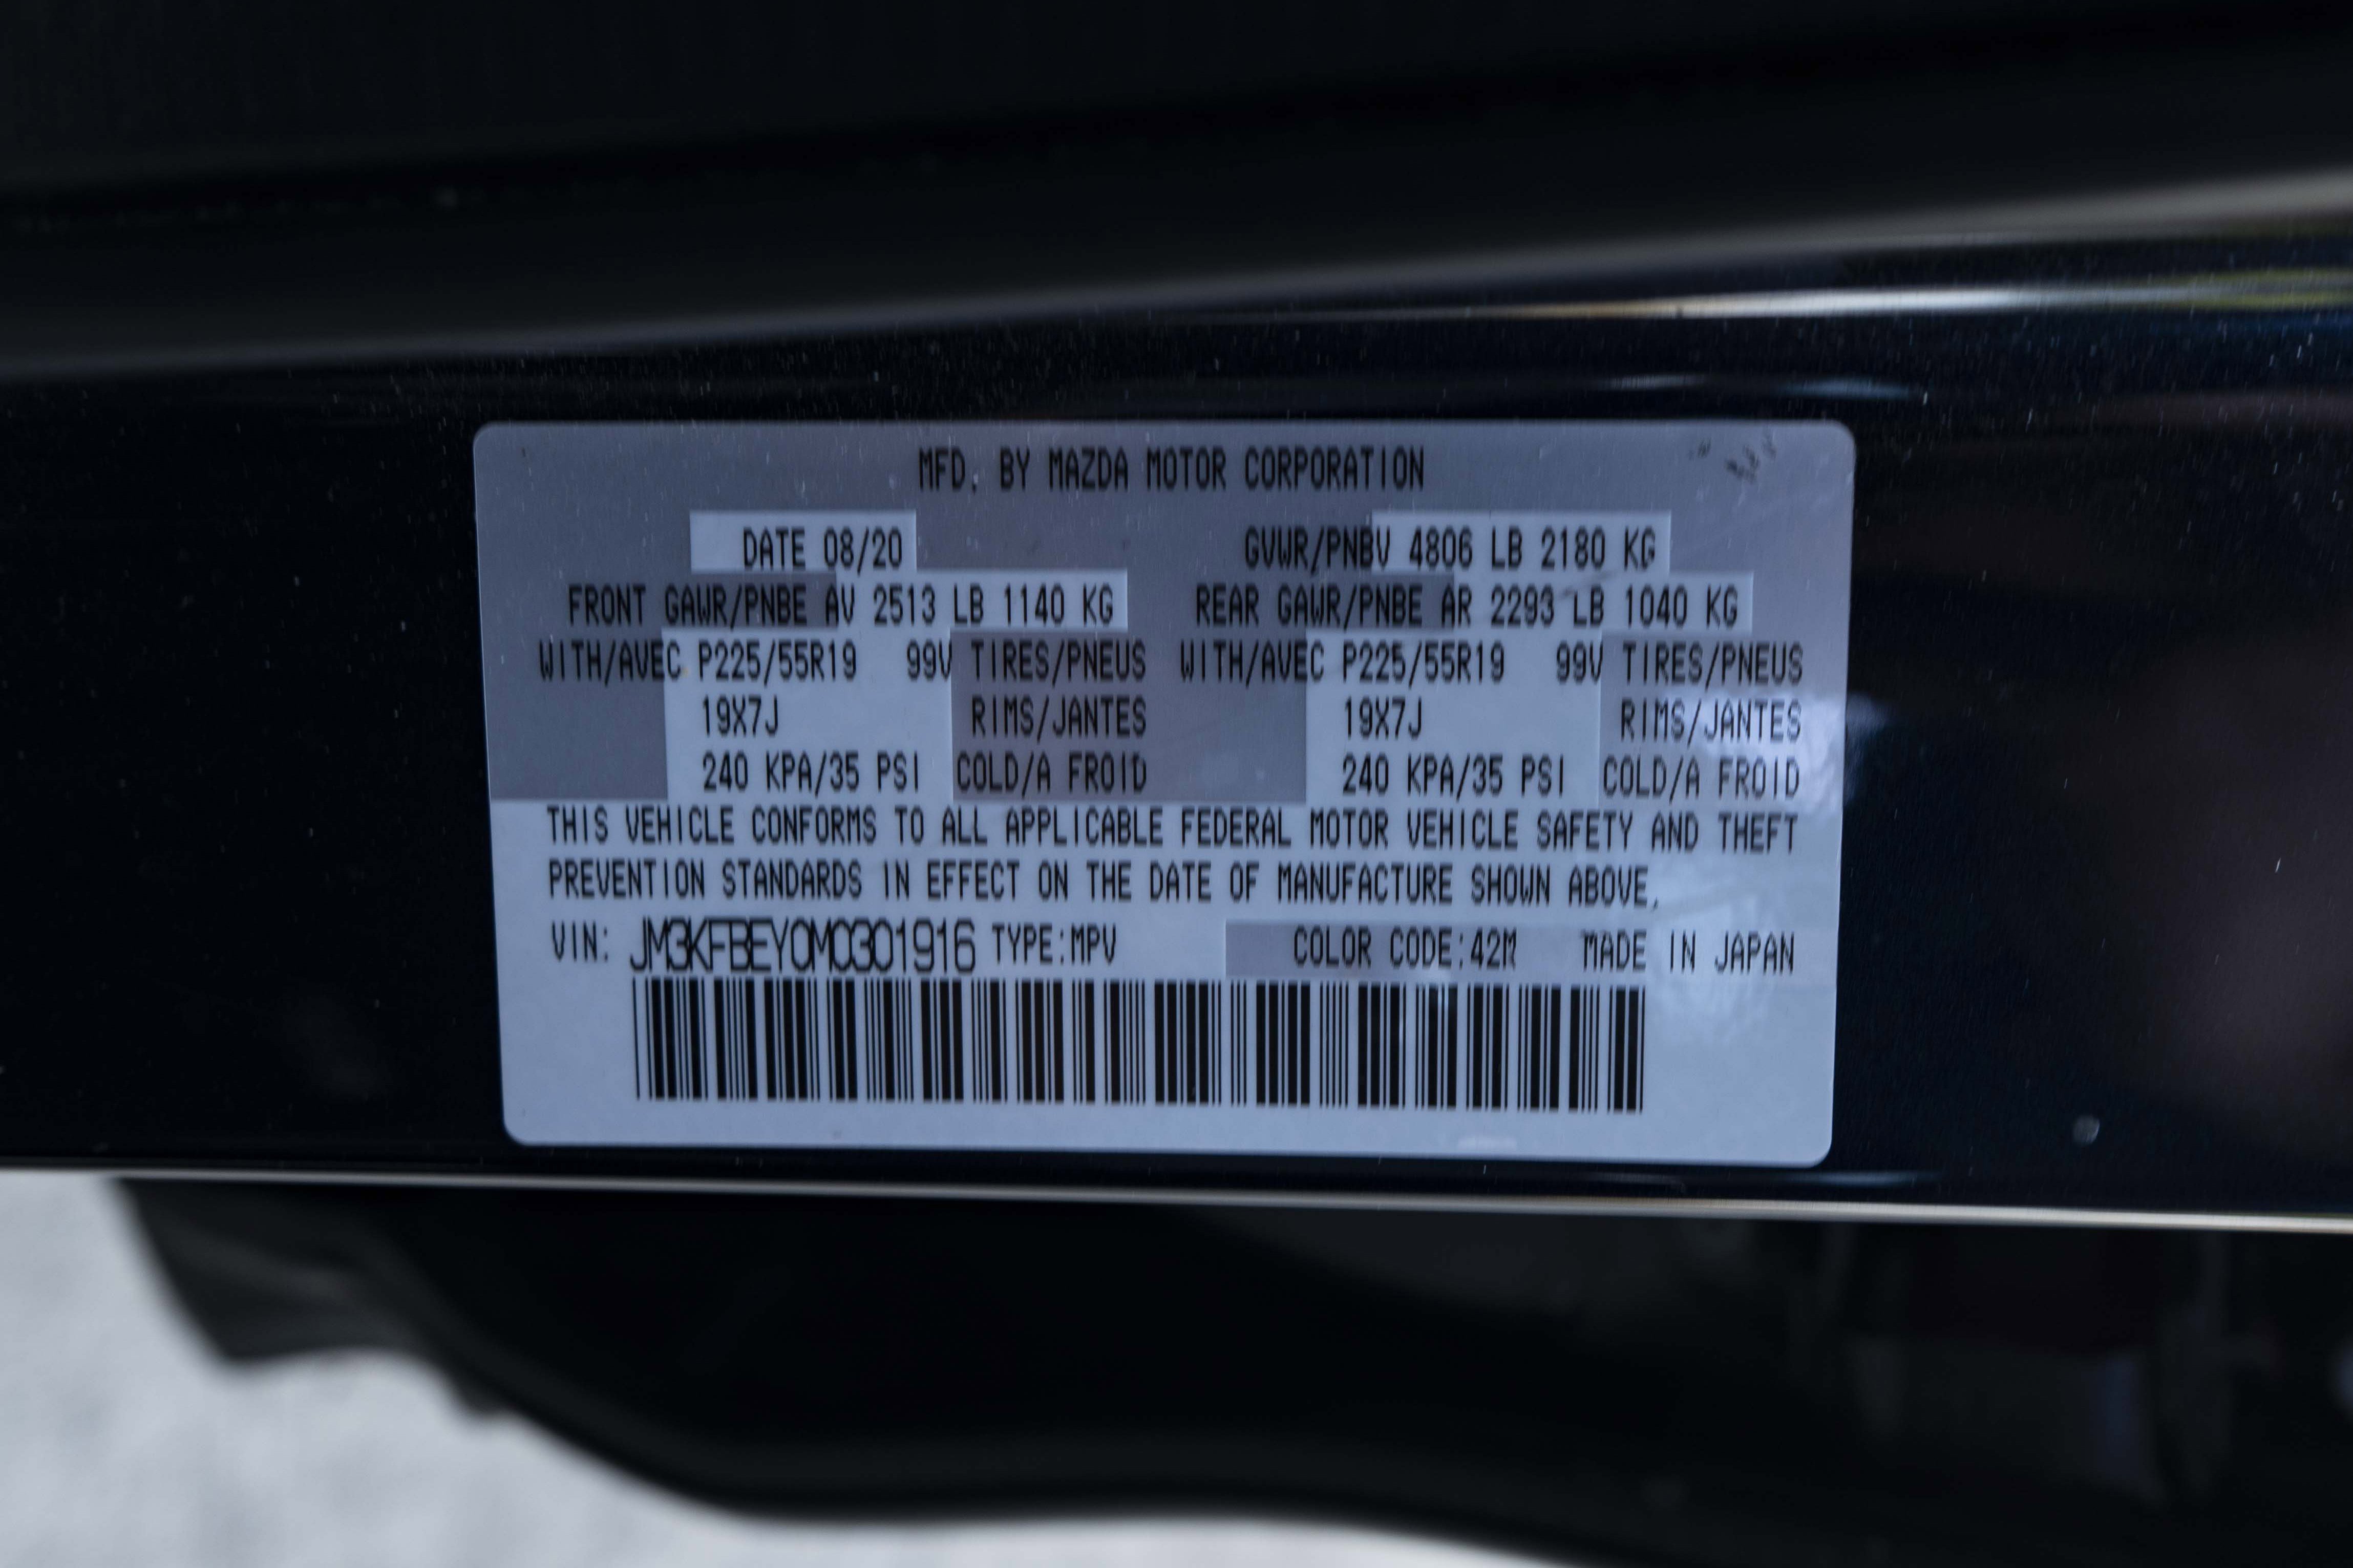 MFD. BY MAZDA MOTOR CORPORATION
DATE 08/20 GVWR/PNBV 4806 LB 2180 KG
FRONT GAWR/PNBE AV 2513 LB 1140 KG REAR GAWR/PNBE AR 2293 LB 1040 KG
WITH/AVEC P225/55R19 99V TIRES/PNEUS WITH/AVEC P225/55R19 99V TIRES/PNEUS
19X7J RIMS/JANTES 19X7J RIMS/JANTES
240 KPA/35 PSI COLD/A FROID 240 KPA/35 PSI COLD/A FROID
THIS VEHICLE CONFORMS TO ALL APPLICABLE FEDERAL MOTOR VEHICLE SAFETY AND THEFT
PREVENTION STANDARDS IN EFFECT ON THE DATE OF MANUFACTURE SHOWN ABOVE.
VIN: JM3KFBEY0M0301916 TYPE:MPV COLOR CODE:42M MADE IN JAPAN